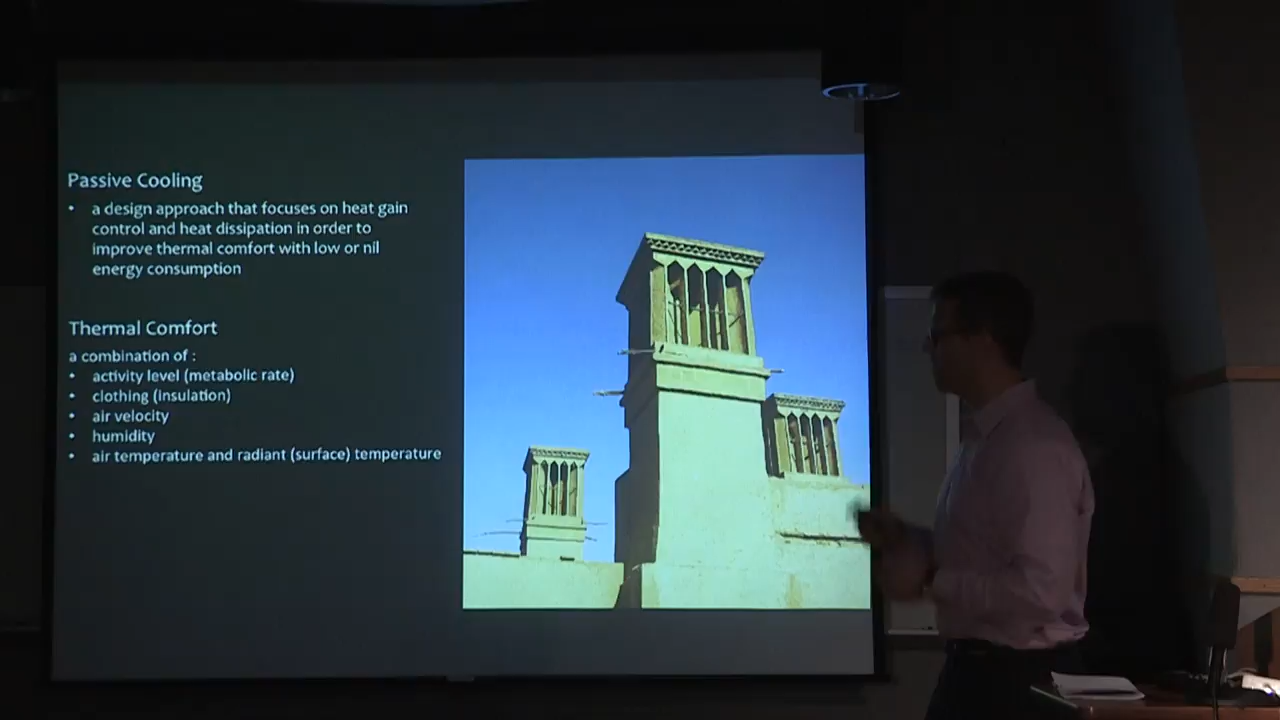 Passive Cooling
• a design approach that focuses on heat gain
control and heat dissipation in order to
improve thermal comfort with low or nil
energy consumption
Thermal Comfort
a combination of :
• activity level (metabolic rate)
• clothing (insulation)
• air velocity
• humidity
• air temperature and radiant (surface) temperature